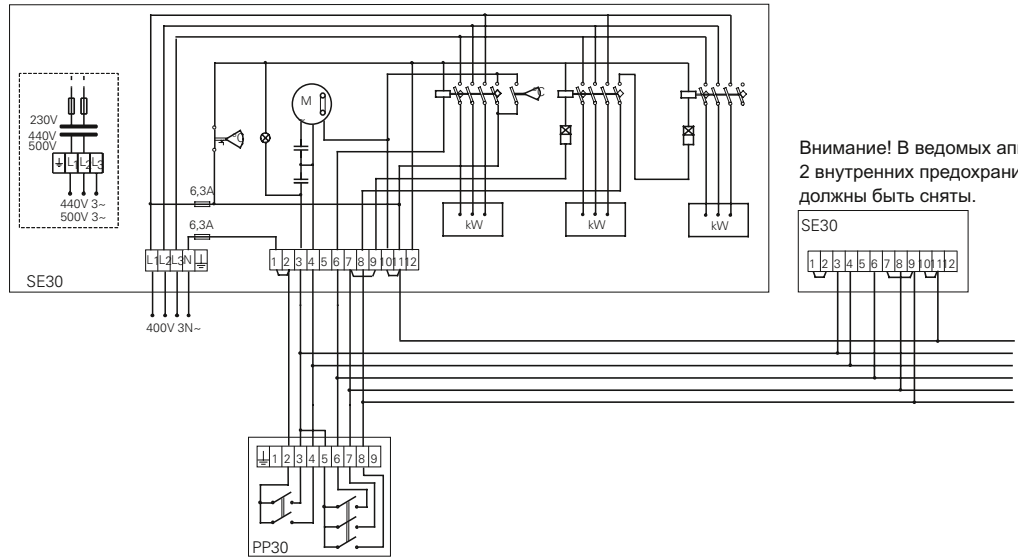 230V
440V
500V
L1 L2 L3
440V 3~
500V 3~
M
6,3A
6,3A
kW
kW
kW
L1 L2 L3 N
1 2 3 4 5 6 7 8 9 10 11 12
SE30
400V 3N~
Внимание! В ведомых
2 внутренних
должны быть сняты.
SE30
1 2 3 4 5 6 7 8 9 10 11 12
1 2 3 4 5 6 7 8 9
PP30